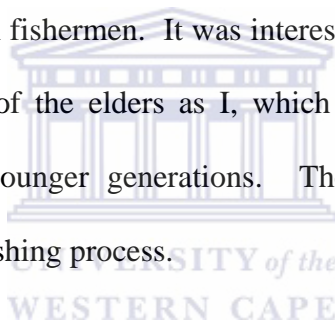 fishermen. It was interes
of the elders as I, which
ounger generations. Th
shing process.
UNIVERSITY of the
WESTERN CAPE